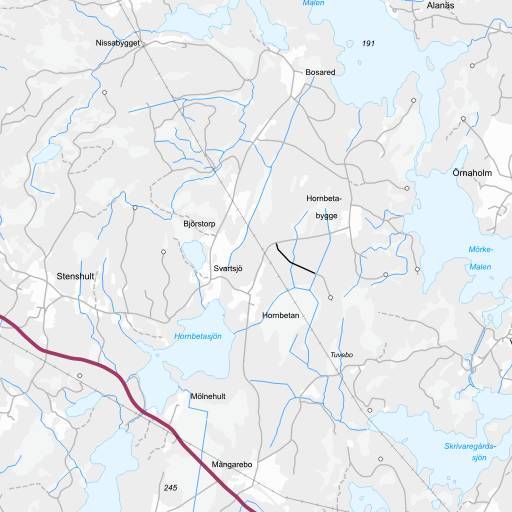 Malen
Alanäs
Nissabygget
191
Bosared
Örnaholm
Hornbeta-
bygge
Björstorp
Mörke-
Malen
Svartsjö
Stenshult
Hornbetan
Hornbetasjön
Tuvebo
Mölnehult
Skrivaregårds-
sjön
Mångarebo
245